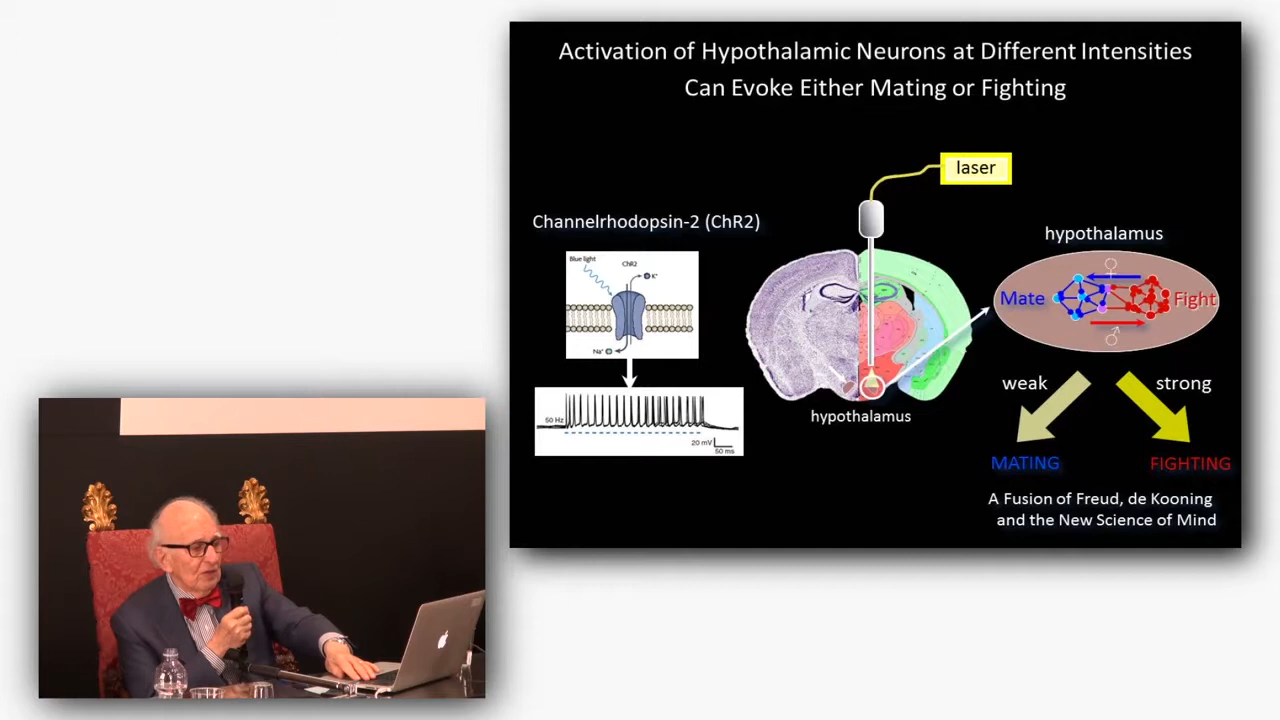 Activation of Hypothalamic Neurons at Different Intensities
Can Evoke Either Mating or Fighting
laser
Channelrhodopsin-2 (ChR2)
Blue light
ChR2
K⁺
Na⁺
50 Hz
20 mV
50 ms
hypothalamus
hypothalamus
♀
Mate
Fight
♂
weak
strong
MATING
FIGHTING
A Fusion of Freud, de Kooning
and the New Science of Mind